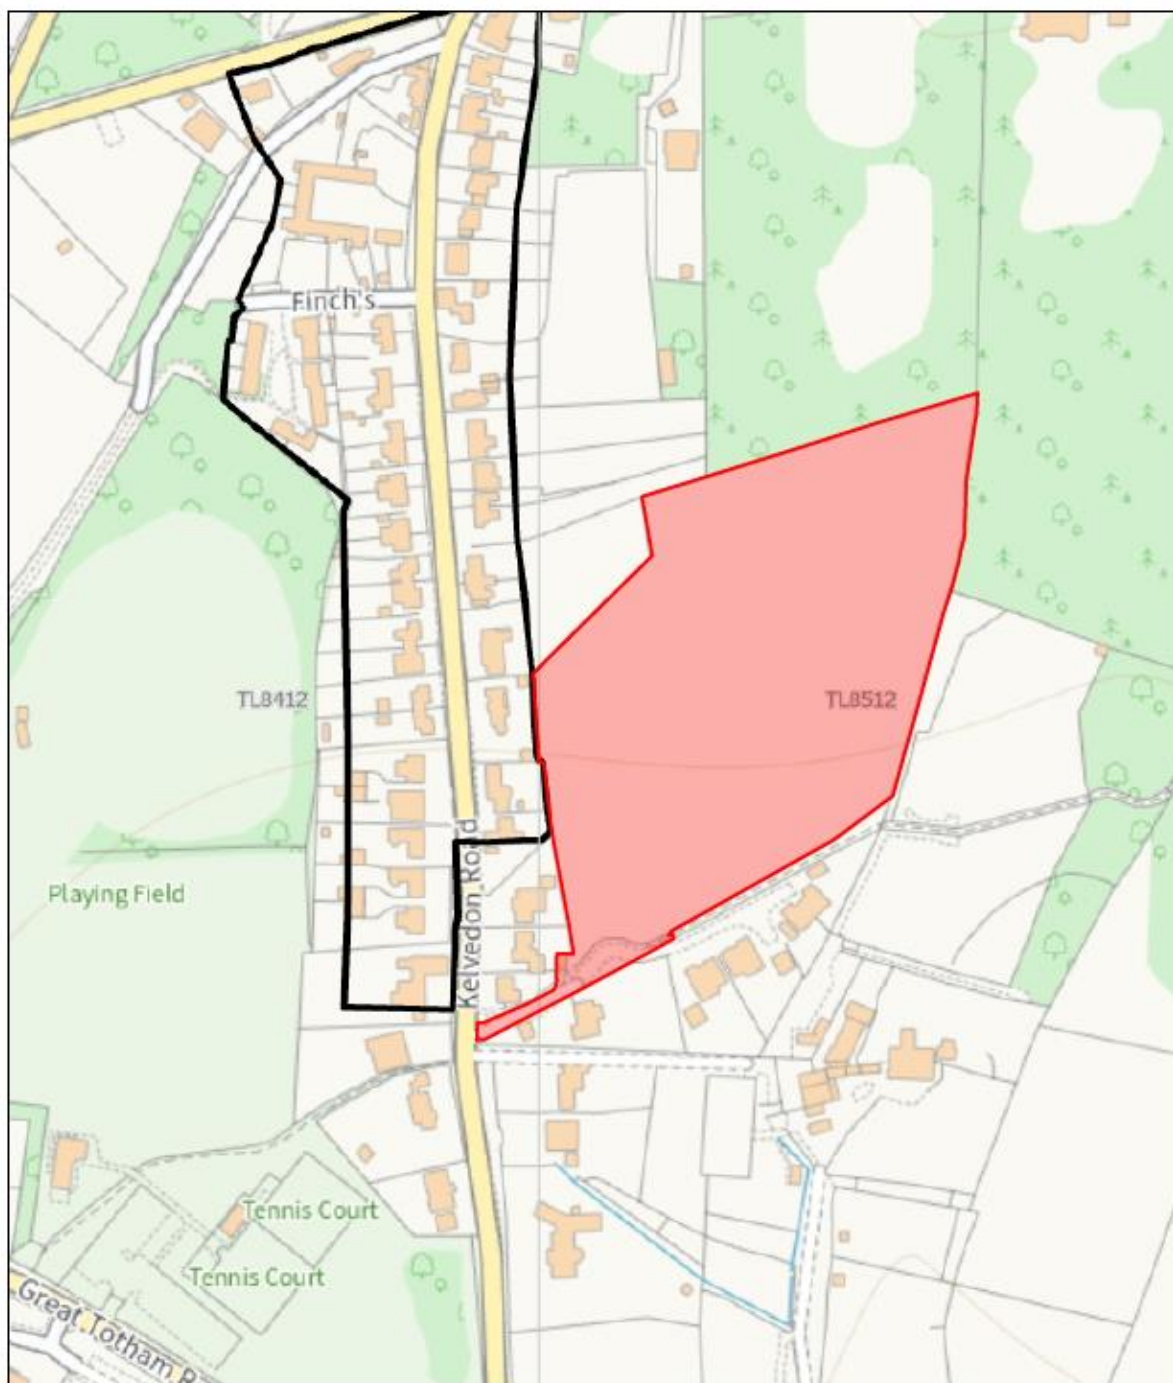 Finch's
TL8412
TL8512
Kelvedon Road
Playing Field
Tennis Court
Tennis Court
Great Totham R